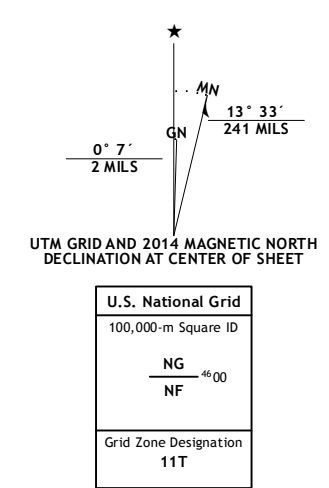 ★
MN
GN
13° 33´
241 MILS
0° 7´
2 MILS
UTM GRID AND 2014 MAGNETIC NORTH
DECLINATION AT CENTER OF SHEET
U.S. National Grid
100,000-m Square ID
NG
4600
NF
Grid Zone Designation
11T